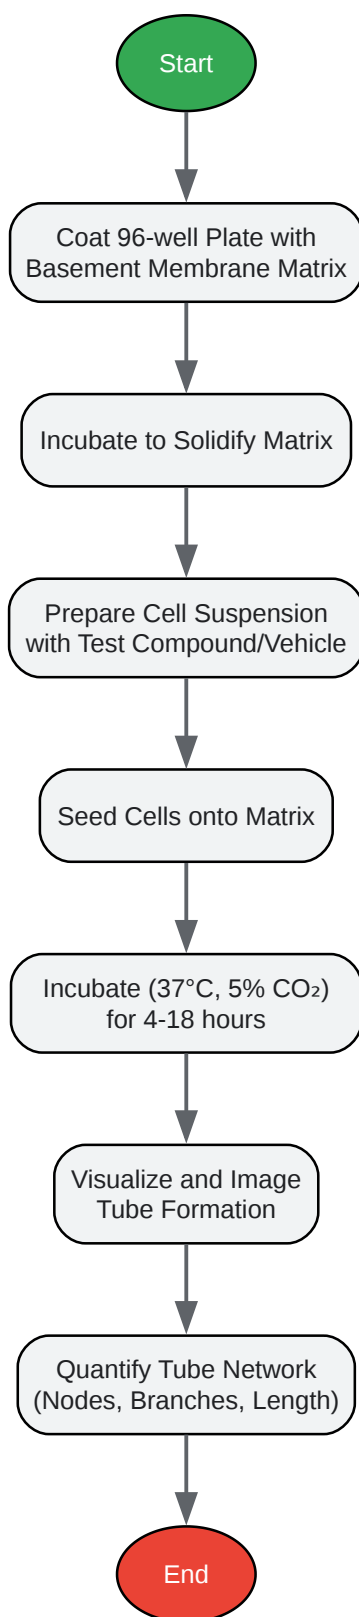 Start
Coat 96-well Plate with
Basement Membrane Matrix
Incubate to Solidify Matrix
Prepare Cell Suspension
with Test Compound/Vehicle
Seed Cells onto Matrix
Incubate (37°C, 5% CO₂)
for 4-18 hours
Visualize and Image
Tube Formation
Quantify Tube Network
(Nodes, Branches, Length)
End